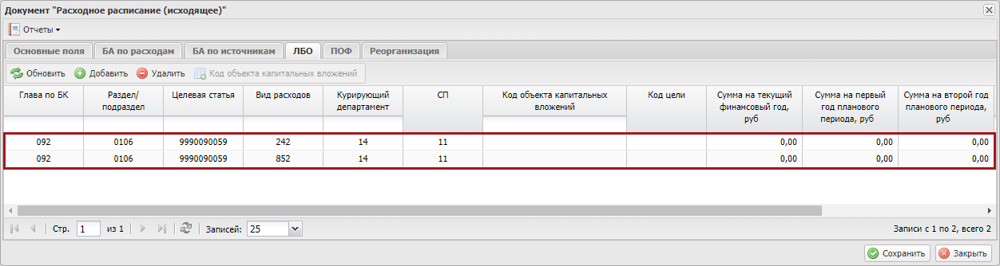 Документ "Расходное расписание (исходящее)"
Отчеты
Основные поля БА по расходам БА по источникам ЛБО ПОФ Реорганизация
Обновить Добавить Удалить Код объекта капитальных вложений
Глава по БК Раздел/ подраздел Целевая статья Вид расходов Курирующий департамент СП Код объекта капитальных вложений Код цели Сумма на текущий финансовый год, руб Сумма на первый год планового периода, руб Сумма на второй год планового периода, руб
092 0106 9990090059 242 14 11 0,00 0,00 0,00
092 0106 9990090059 852 14 11 0,00 0,00 0,00
Стр. 1 из 1 Записей: 25 Записи с 1 по 2, всего 2
Сохранить Закрыть